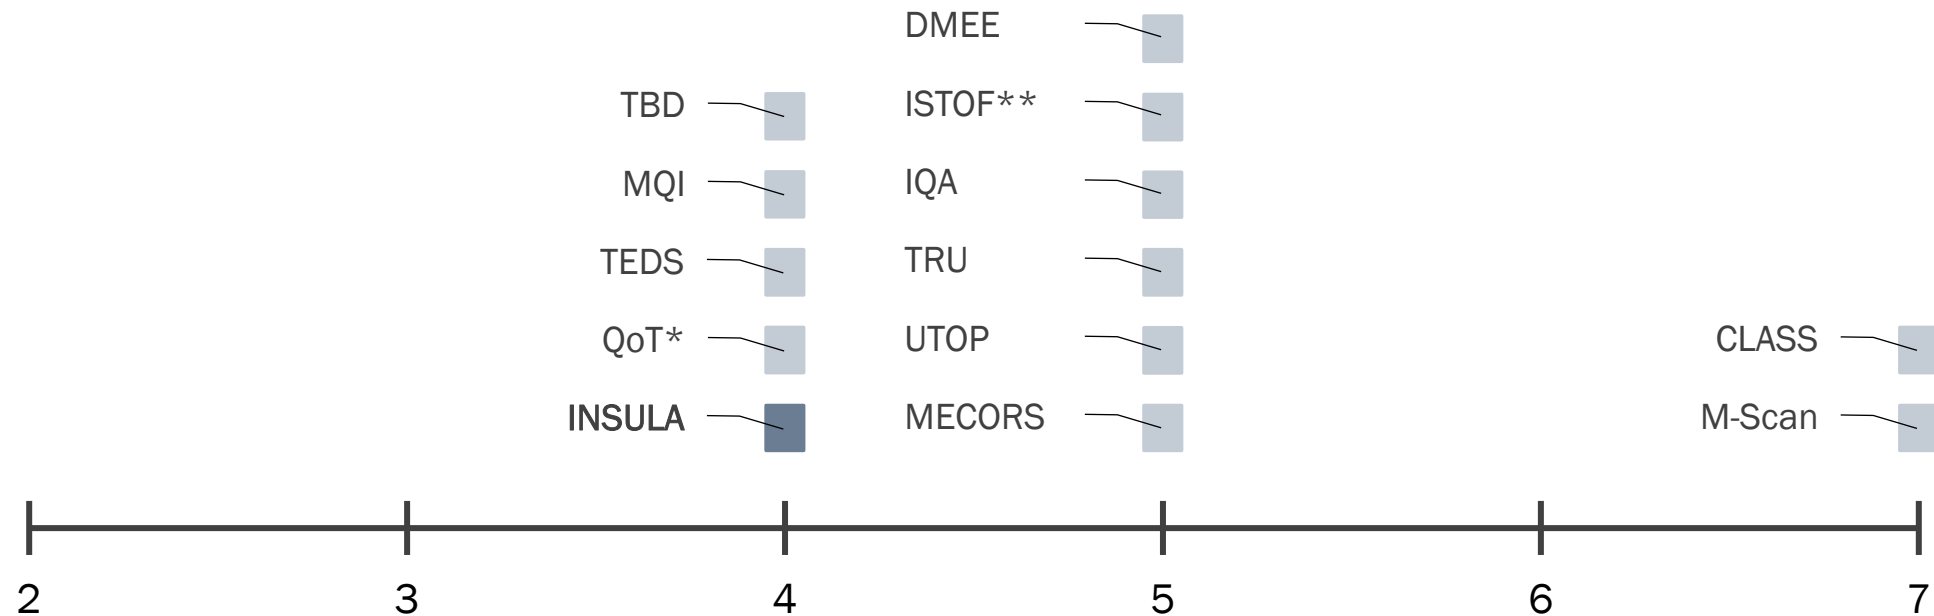 DMEE
TBD
ISTOF**
MQI
IQA
TEDS
TRU
QoT*
UTOP
CLASS
INSULA
MECORS
M-Scan
2 3 4 5 6 7